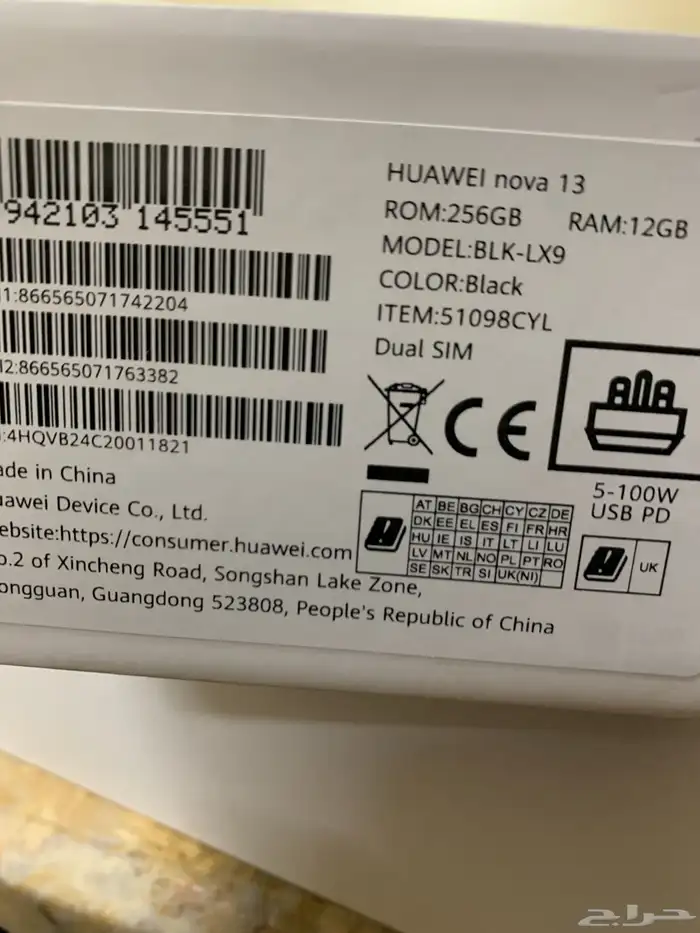 942103 145551
HUAWEI nova 13
ROM:256GB RAM:12GB
MODEL:BLK-LX9
COLOR:Black
ITEM:51098CYL
Dual SIM
1:866565071742204
2:866565071763382
:4HQVB24C20011821
ade in China
awei Device Co., Ltd.
ebsite:https://consumer.huawei.com
o.2 of Xincheng Road, Songshan Lake Zone,
ongguan, Guangdong 523808, People's Republic of China
CE
5-100W
USB PD
AT BE BG CH CY CZ DE
DK EE EL ES FI FR HR
HU IE IS IT LT LI LU
LV MT NL NO PL PT RO
SE SK TR SI UK(NI)
UK
حراج